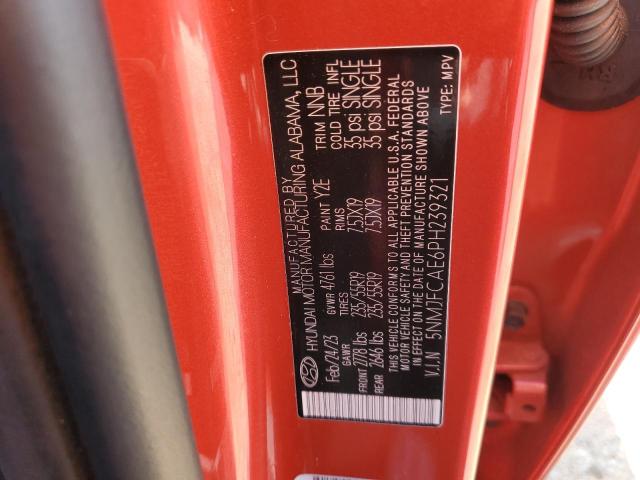 MANUFACTURED BY
HYUNDAI MOTOR MANUFACTURING ALABAMA, LLC
Feb/24/23 GVWR 4761 lbs PAINT Y2E TRIM NNB
GAWR TIRES RIMS COLD TIRE INFL
FRONT 2778 lbs 235/55R19 7.5JX19 35 psi SINGLE
REAR 2646 lbs 235/55R19 7.5JX19 35 psi SINGLE
THIS VEHICLE CONFORMS TO ALL APPLICABLE U.S.A. FEDERAL
MOTOR VEHICLE SAFETY AND THEFT PREVENTION STANDARDS
IN EFFECT ON THE DATE OF MANUFACTURE SHOWN ABOVE
V.I.N 5NMJFCAE6PH239321 TYPE: MPV